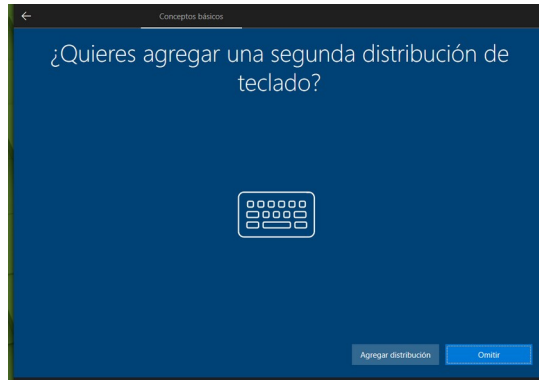 Conceptos básicos
¿Quieres agregar una segunda distribución de
teclado?
Agregar distribución
Omitir